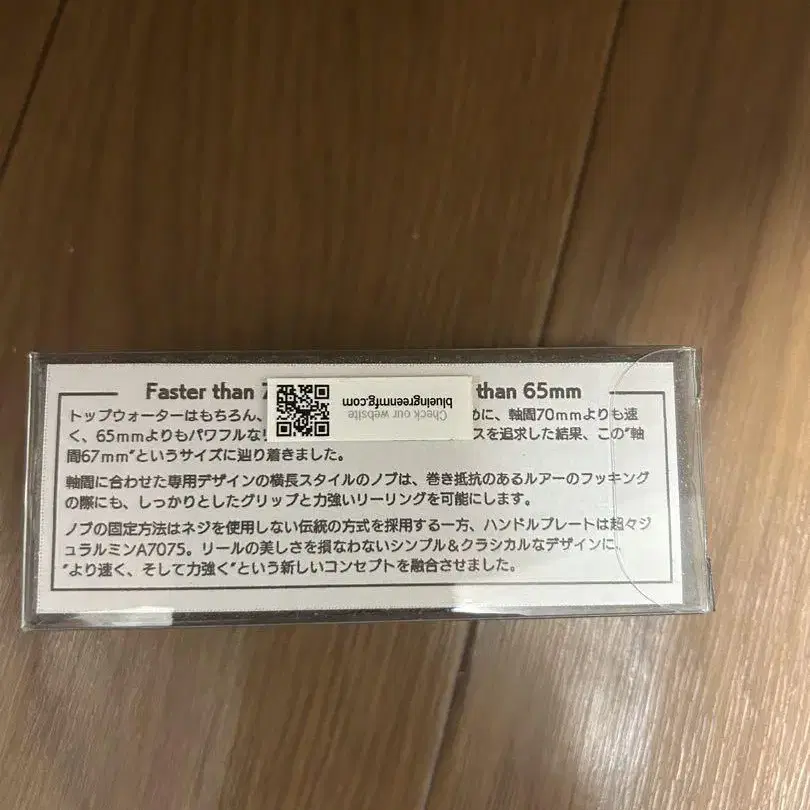 Faster than 7 than 65mm
トップウォーターはもちろん、 めに、軸間70mmよりも速
く、65mmよりもパワフルな スを追求した結果、この"軸
間67mm"というサイズに辿り着きました。
軸間に合わせた専用デザインの横長スタイルのノブは、巻き抵抗のあるルアーのフッキング
の際にも、しっかりとしたグリップと力強いリーリングを可能にします。
ノブの固定方法はネジを使用しない伝統の方式を採用する一方、ハンドルプレートは超々ジ
ュラルミンA7075。リールの美しさを損なわないシンプル&クラシカルなデザインに、
"より速く、そして力強く"という新しいコンセプトを融合させました。
Check our website
blueingreenmfg.com